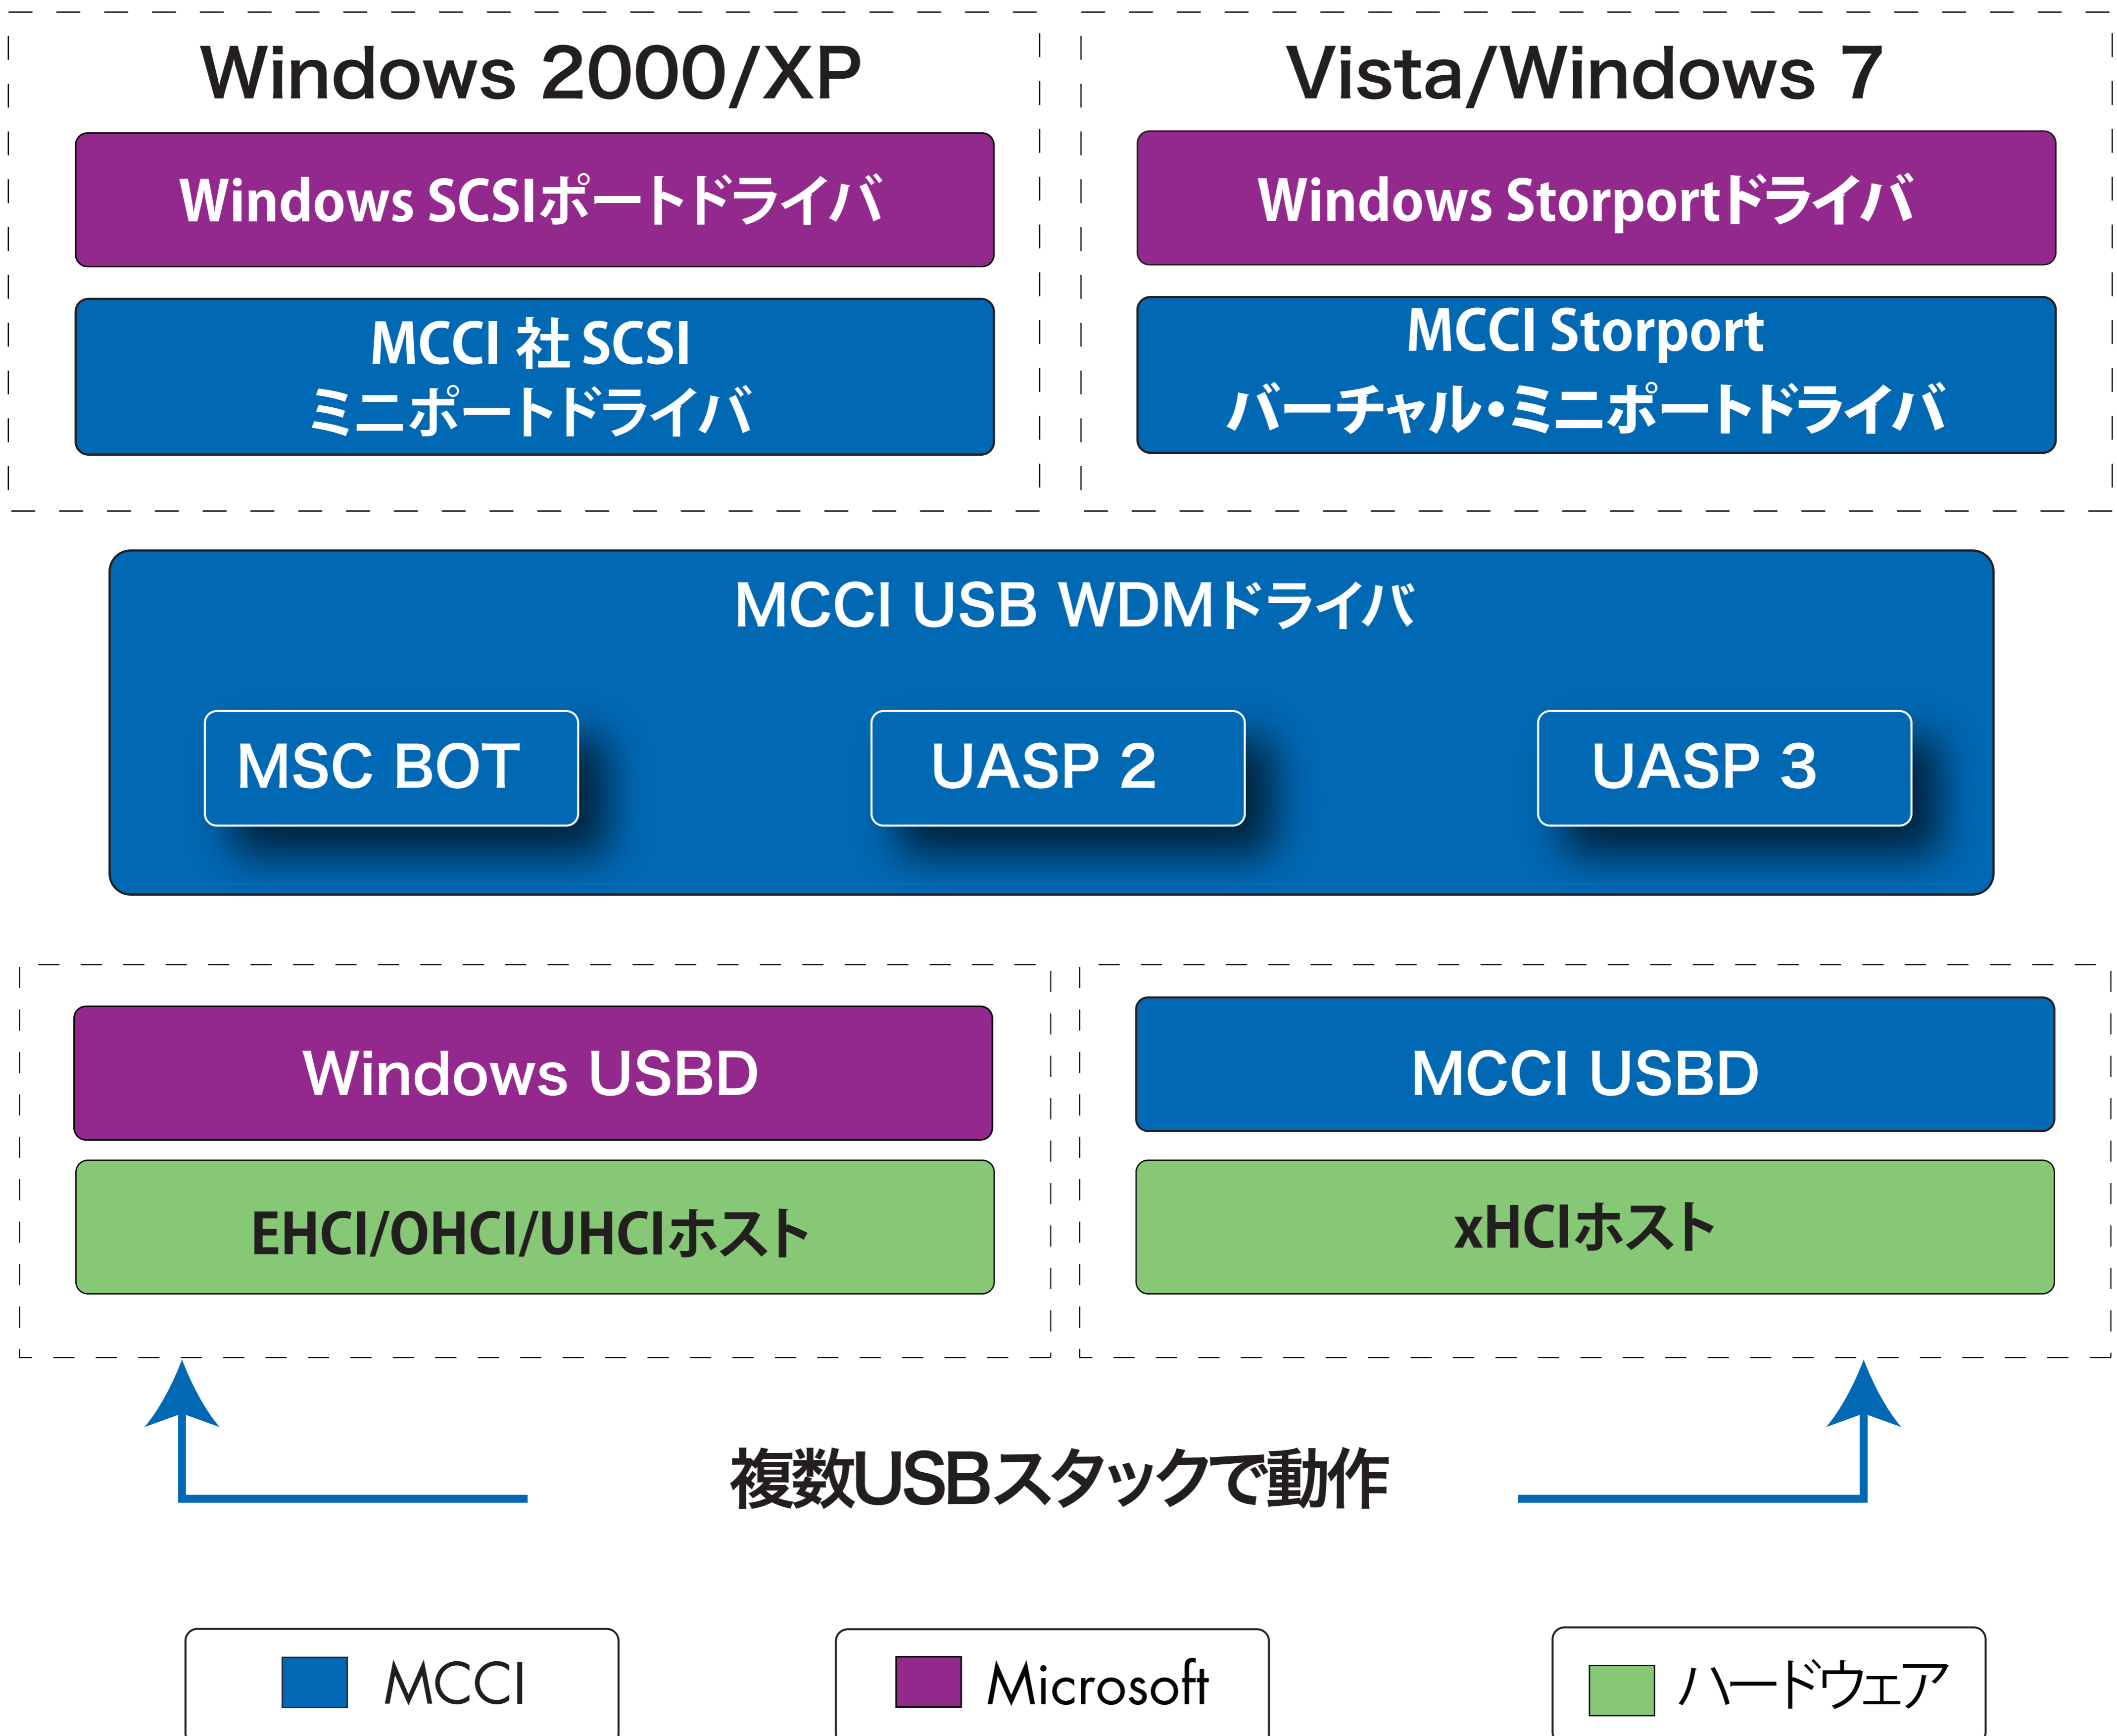 Windows 2000/XP
Windows SCSIポートドライバ
MCCI 社 SCSI
ミニポートドライバ
Vista/Windows 7
Windows Storportドライバ
MCCI Storport
バーチャル・ミニポートドライバ
MCCI USB WDMドライバ
MSC BOT
UASP 2
UASP 3
Windows USBD
EHCI/OHCI/UHCIホスト
MCCI USBD
xHCIホスト
複数USBスタックで動作
MCCI
Microsoft
ハードウェア